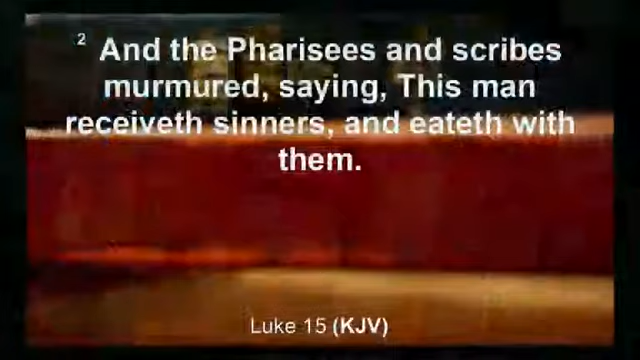 2 And the Pharisees and scribes
murmured, saying, This man
receiveth sinners, and eateth with
them.
Luke 15 (KJV)